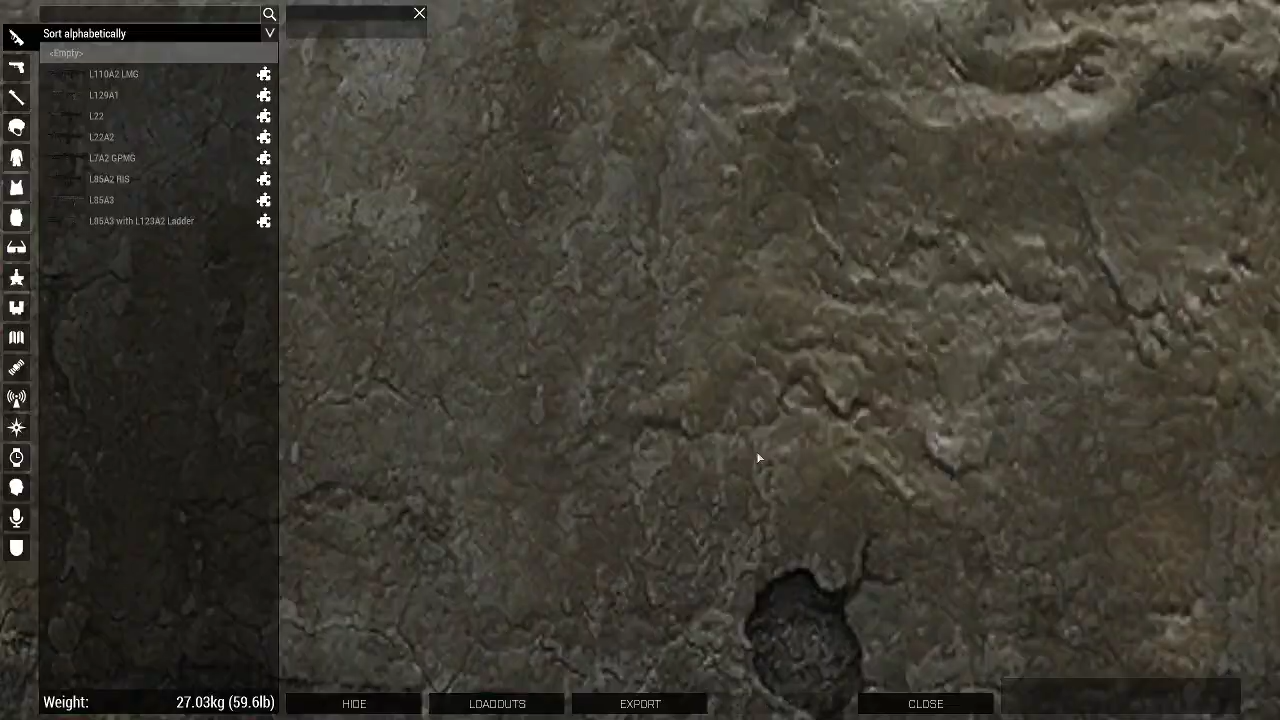 Sort alphabetically
<Empty>
L110A2 LMG
L129A1
L22
L22A2
L7A2 GPMG
L85A2 RIS
L85A3
L85A3 with L123A2 Ladder
Weight: 27.03kg (59.6lb)
HIDE
LOADOUTS
EXPORT
CLOSE